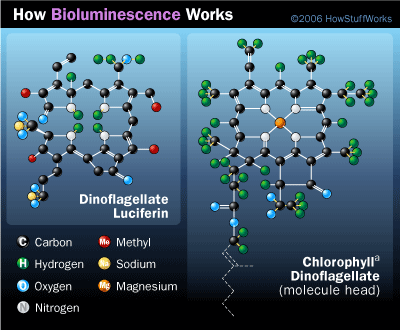 How Bioluminescence Works
©2006 HowStuffWorks
Dinoflagellate
Luciferin
C Carbon
Me Methyl
H Hydrogen
Na Sodium
O Oxygen
Mg Magnesium
N Nitrogen
Chlorophyll a
Dinoflagellate
(molecule head)